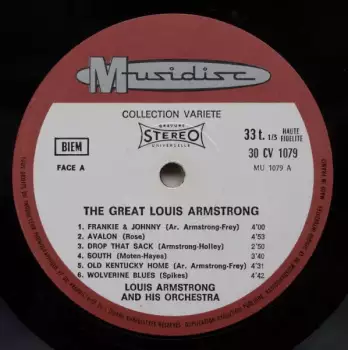 Musidisc
COLLECTION VARIETE
GRAVURE
STEREO
UNIVERSELLE
33 t. 1/3 HAUTE FIDELITE
BIEM
30 CV 1079
FACE A
MU 1079 A
THE GREAT LOUIS ARMSTRONG
1. FRANKIE & JOHNNY (Ar. Armstrong-Frey) 4'00
2. AVALON (Rose) 4'53
3. DROP THAT SACK (Armstrong-Holley) 2'50
4. SOUTH (Moten-Hayes) 3'40
5. OLD KENTUCKY HOME (Ar. Armstrong-Frey) 4'31
6. WOLVERINE BLUES (Spikes) 4'42
LOUIS ARMSTRONG
AND HIS ORCHESTRA